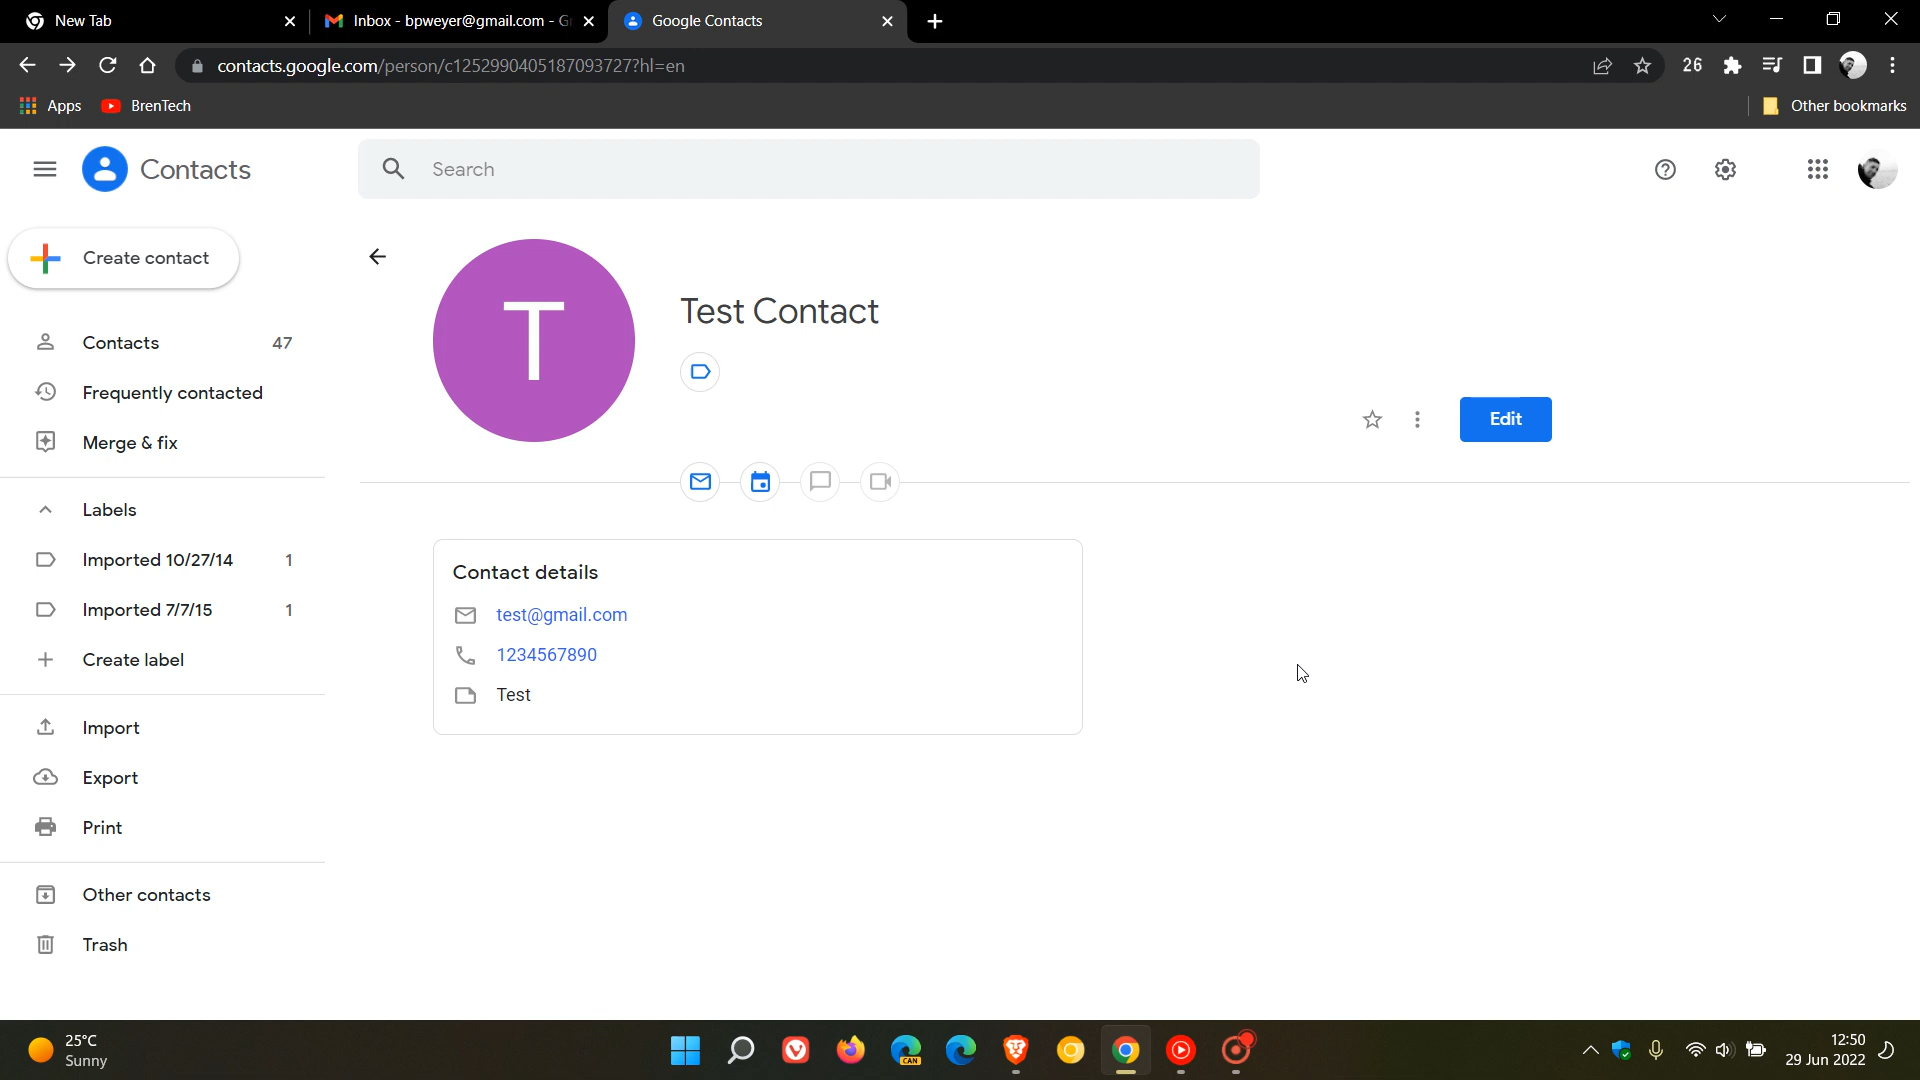 New Tab
Inbox - bpweyer@gmail.com - G
Google Contacts
contacts.google.com/person/c1252990405187093727?hl=en
26
Apps
BrenTech
Other bookmarks
Contacts
Search
Create contact
Contacts 47
Frequently contacted
Merge & fix
Labels
Imported 10/27/14 1
Imported 7/7/15 1
Create label
Import
Export
Print
Other contacts
Trash
T
Test Contact
Edit
Contact details
test@gmail.com
1234567890
Test
25°C
Sunny
CAN
12:50
29 Jun 2022